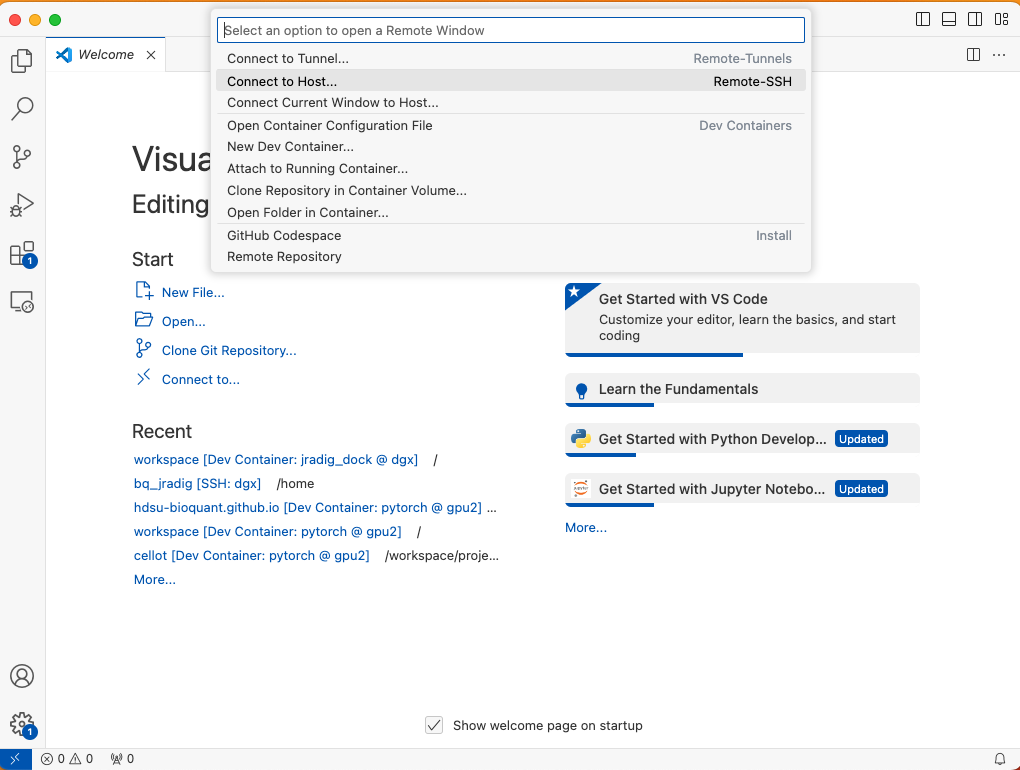 Select an option to open a Remote Window
Connect to Tunnel... Remote-Tunnels
Connect to Host... Remote-SSH
Connect Current Window to Host...
Open Container Configuration File Dev Containers
New Dev Container...
Attach to Running Container...
Clone Repository in Container Volume...
Open Folder in Container...
GitHub Codespace Install
Remote Repository
Welcome
Visua
Editing
Start
New File...
Open...
Clone Git Repository...
Connect to...
Recent
workspace [Dev Container: jradig_dock @ dgx] /
bq_jradig [SSH: dgx] /home
hdsu-bioquant.github.io [Dev Container: pytorch @ gpu2] ...
workspace [Dev Container: pytorch @ gpu2] /
cellot [Dev Container: pytorch @ gpu2] /workspace/proje...
More...
Get Started with VS Code
Customize your editor, learn the basics, and start
coding
Learn the Fundamentals
Get Started with Python Develop... Updated
jupyter
Get Started with Jupyter Notebo... Updated
More...
1
1
Show welcome page on startup
0 0 0